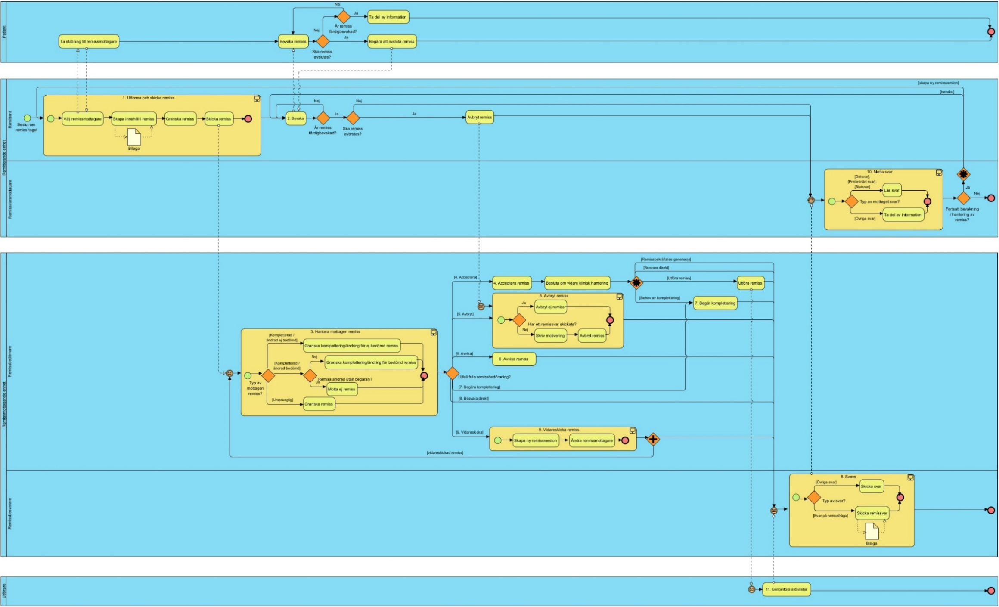 Patient
Nej
Ja
Ta del av information
Är remiss
färdigbevakad?
Nej
Ta ställning till remissmottagare
Bevaka remiss
Ja
Begära att avsluta remiss
Ska remiss
avslutas?
Remitterande enhet
Remittent
[skapa ny remissversion]
[bevaka]
Beslut om
remiss taget
1. Utforma och skicka remiss
Välj remissmottagare
Skapa innehåll i remiss
Granska remiss
Skicka remiss
Bilaga
Nej
2. Bevaka
Är remiss
färdigbevakad?
Ja
Nej
Ska remiss
avbrytas?
Ja
Avbryt remiss
Remissvarsmottagare
10. Motta svar
[Delsvar],
[Preliminärt svar],
[Slutsvar]
Läs svar
Typ av mottaget svar?
Ta del av information
[Övriga svar]
Ja
Nej
Fortsatt bevakning
/ hantering av
remiss?
Remissmottagande enhet
Remissbedömare
[Remissbekräftelse genereras]
[Besvara direkt]
[4. Acceptera]
4. Acceptera remiss
Besluta om vidare klinisk hantering
[Utföra remiss]
Utföra remiss
[Behov av komplettering]
7. Begär komplettering
5. Avbryt remiss
Ja
Avbryt ej remiss
[5. Avbryt]
Har ett remissvar skickats?
Nej
Skriv motivering
Avbryt remiss
3. Hantera mottagen remiss
[Kompletterad /
ändrad ej bedömd]
Granska komlpettering/ändring för ej bedömd remiss
Nej
Granska komplettering/ändring för bedömd remiss
[Kompletterad /
ändrad bedömd]
Remiss ändrad utan begäran?
Ja
Typ av
mottagen
remiss?
Motta ej remiss
[Ursprunglig]
Granska remiss
[6. Avvisa]
6. Avvisa remiss
Utfall från remissbedömning?
[7. Begära komplettering]
[8. Besvara direkt]
[9. Vidareskicka]
9. Vidareskicka remiss
Skapa ny remissversion
Ändra remissmottagare
[vidareskickad remiss]
Remissbesvarare
8. Svara
[Övriga svar]
Skicka svar
Typ av svar?
Skicka remissvar
[Svar på remissfråga]
Bilaga
Utförare
11. Genomföra aktiviteter